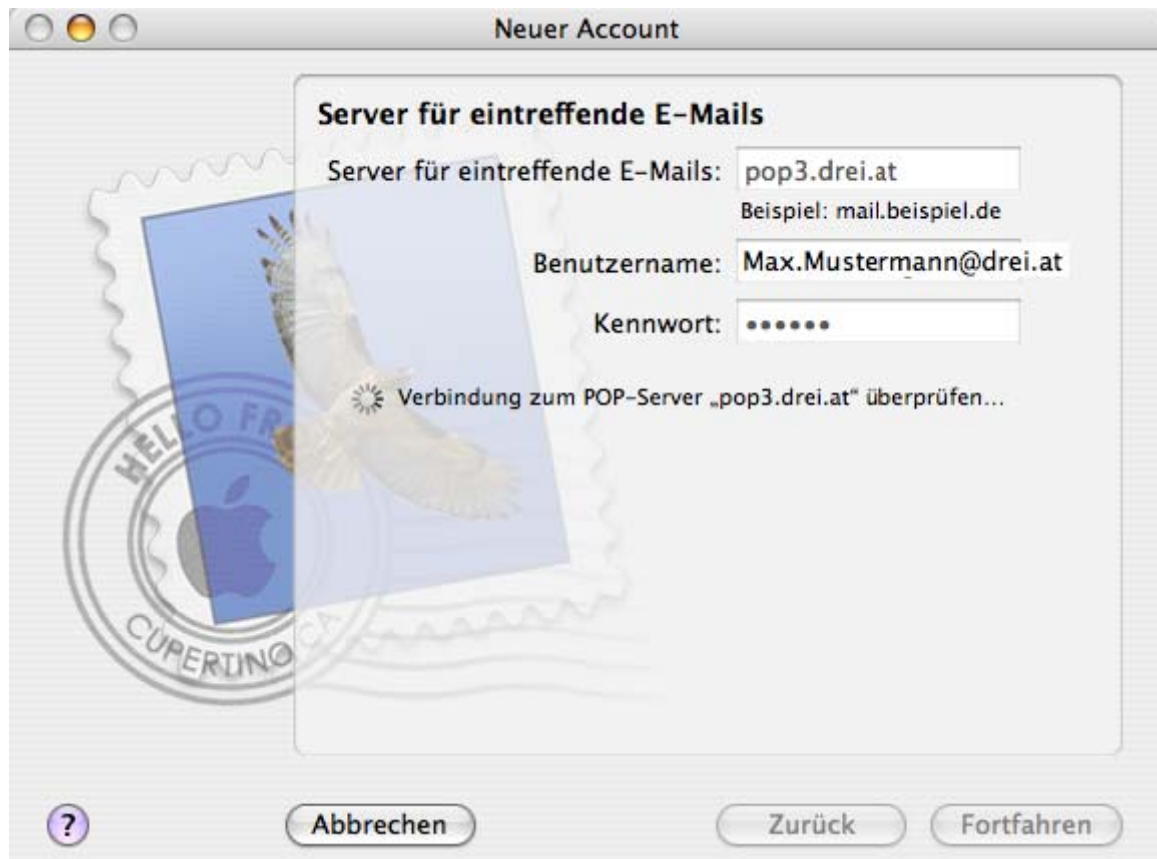 Neuer Account
Server für eintreffende E-Mails
Server für eintreffende E-Mails: pop3.drei.at
Beispiel: mail.beispiel.de
Benutzername: Max.Mustermann@drei.at
Kennwort: ••••••
Verbindung zum POP-Server „pop3.drei.at“ überprüfen...
HELLO FR
CUPERTINO CA
? Abbrechen Zurück Fortfahren